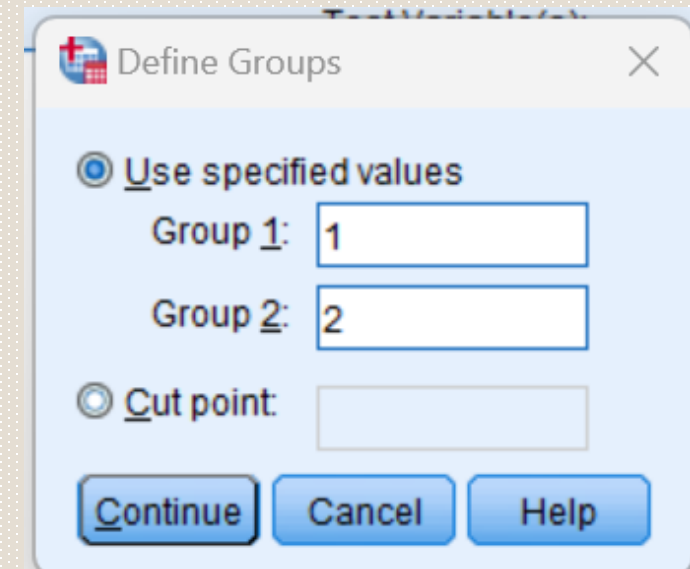 Define Groups
Use specified values
Group 1: 1
Group 2: 2
Cut point:
Continue Cancel Help